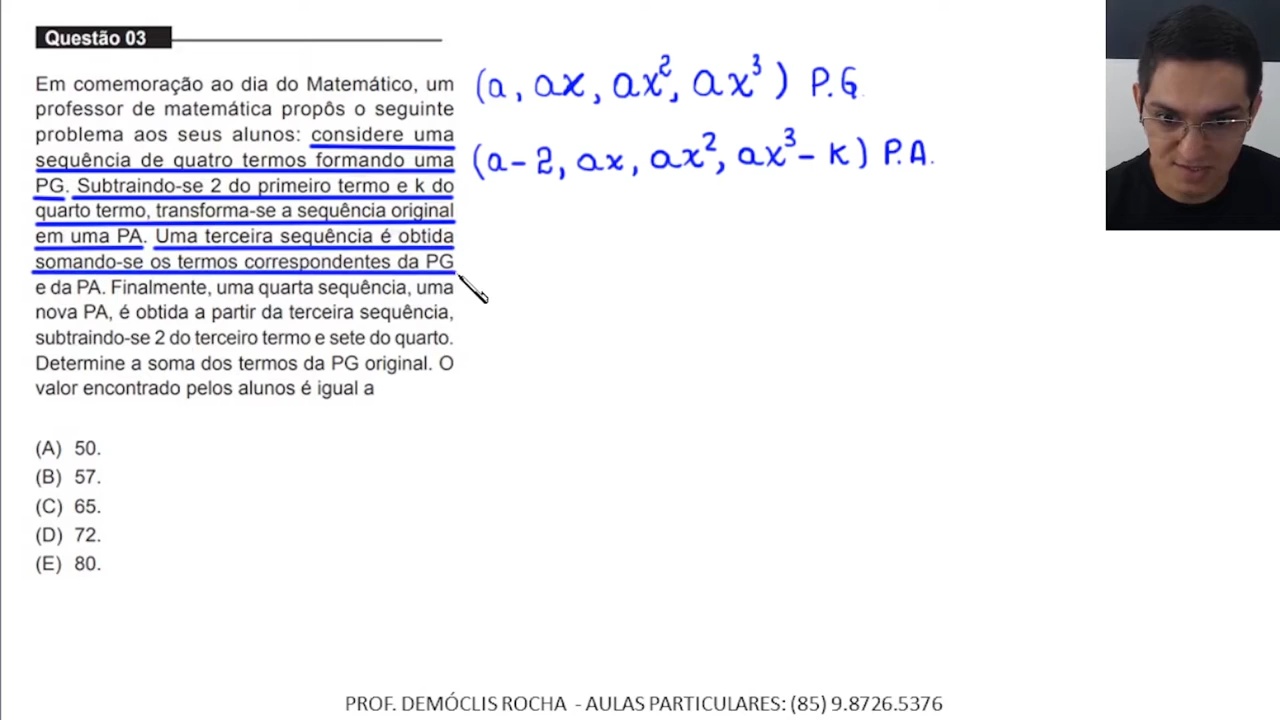 Questão 03
Em comemoração ao dia do Matemático, um
professor de matemática propôs o seguinte
problema aos seus alunos: considere uma
sequência de quatro termos formando uma
PG. Subtraindo-se 2 do primeiro termo e k do
quarto termo, transforma-se a sequência original
em uma PA. Uma terceira sequência é obtida
somando-se os termos correspondentes da PG
e da PA. Finalmente, uma quarta sequência, uma
nova PA, é obtida a partir da terceira sequência,
subtraindo-se 2 do terceiro termo e sete do quarto.
Determine a soma dos termos da PG original. O
valor encontrado pelos alunos é igual a
(A) 50.
(B) 57.
(C) 65.
(D) 72.
(E) 80.
(a, ax, ax², ax³) P.G.
(a-2, ax, ax², ax³-k) P.A.
PROF. DEMÓCLIS ROCHA - AULAS PARTICULARES: (85) 9.8726.5376